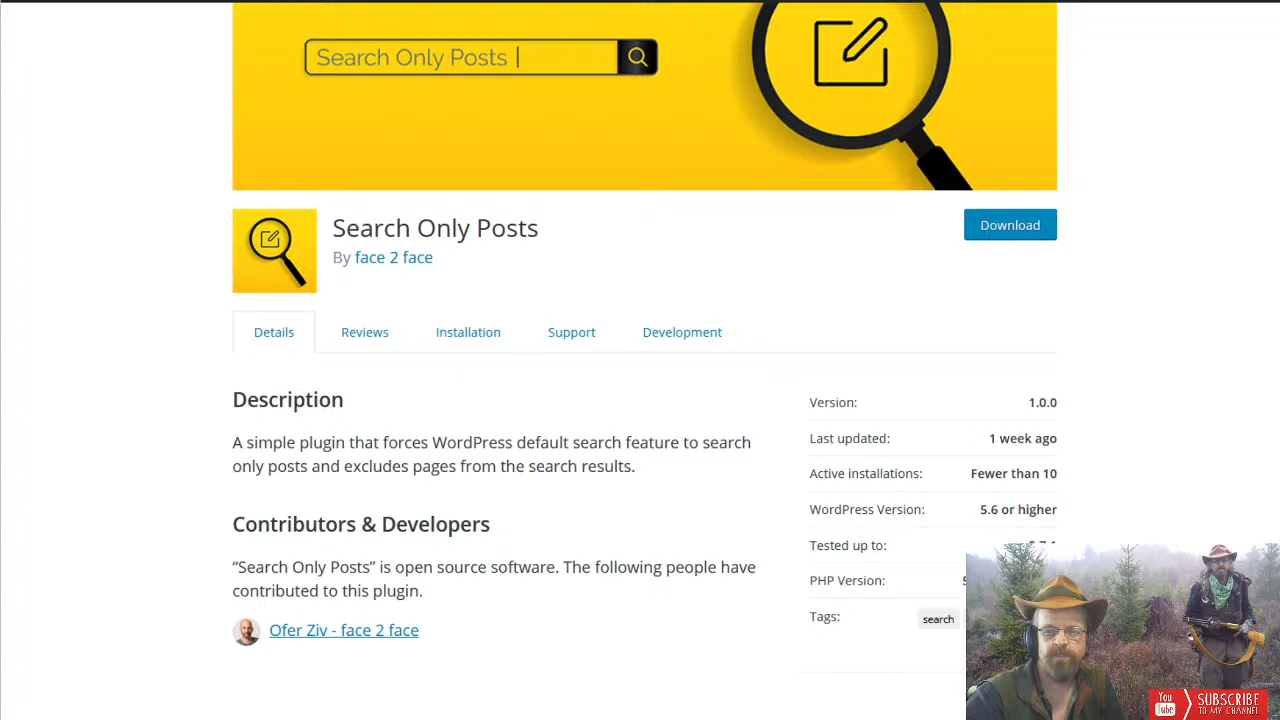 Search Only Posts
Search Only Posts
Download
By face 2 face
Details Reviews Installation Support Development
Description
A simple plugin that forces WordPress default search feature to search
only posts and excludes pages from the search results.
Contributors & Developers
“Search Only Posts” is open source software. The following people have
contributed to this plugin.
Ofer Ziv - face 2 face
Version: 1.0.0
Last updated: 1 week ago
Active installations: Fewer than 10
WordPress Version: 5.6 or higher
Tested up to:
PHP Version:
Tags: search
You
Tube
SUBSCRIBE
TO MY CHANNEL